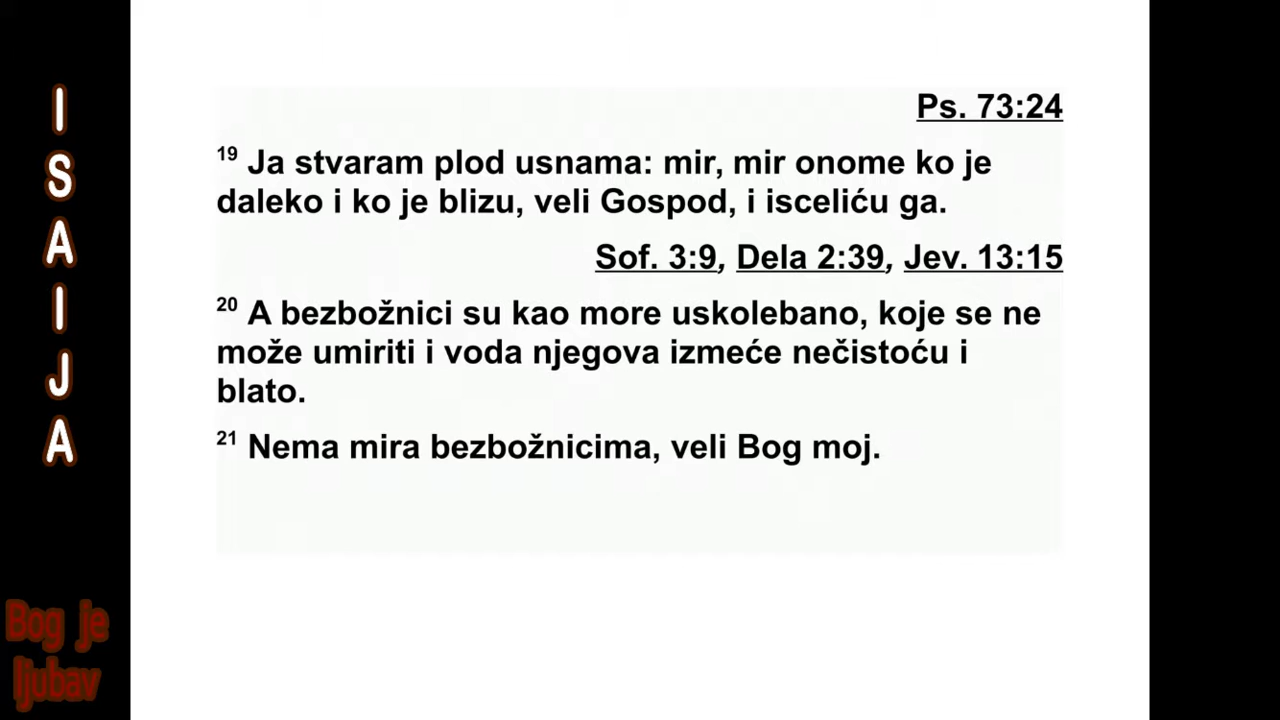 ISAIJA
Bog je
ljubav
Ps. 73:24
19 Ja stvaram plod usnama: mir, mir onome ko je
daleko i ko je blizu, veli Gospod, i isceliću ga.
Sof. 3:9, Dela 2:39, Jev. 13:15
20 A bezbožnici su kao more uskolebano, koje se ne
može umiriti i voda njegova izmeće nečistoću i
blato.
21 Nema mira bezbožnicima, veli Bog moj.